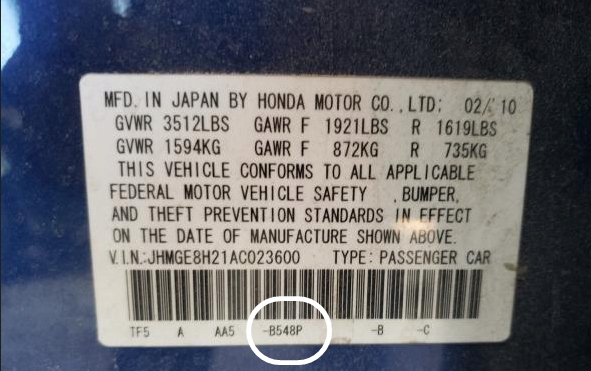 MFD. IN JAPAN BY HONDA MOTOR CO.,LTD: 02/10
GVWR 3512LBS GAWR F 1921LBS R 1619LBS
GVWR 1594KG GAWR F 872KG R 735KG
THIS VEHICLE CONFORMS TO ALL APPLICABLE
FEDERAL MOTOR VEHICLE SAFETY ,BUMPER,
AND THEFT PREVENTION STANDARDS IN EFFECT
ON THE DATE OF MANUFACTURE SHOWN ABOVE.
V.I.N.:JHMGE8H21AC023600 TYPE: PASSENGER CAR
TF5 A AA5 -B548P -B -C